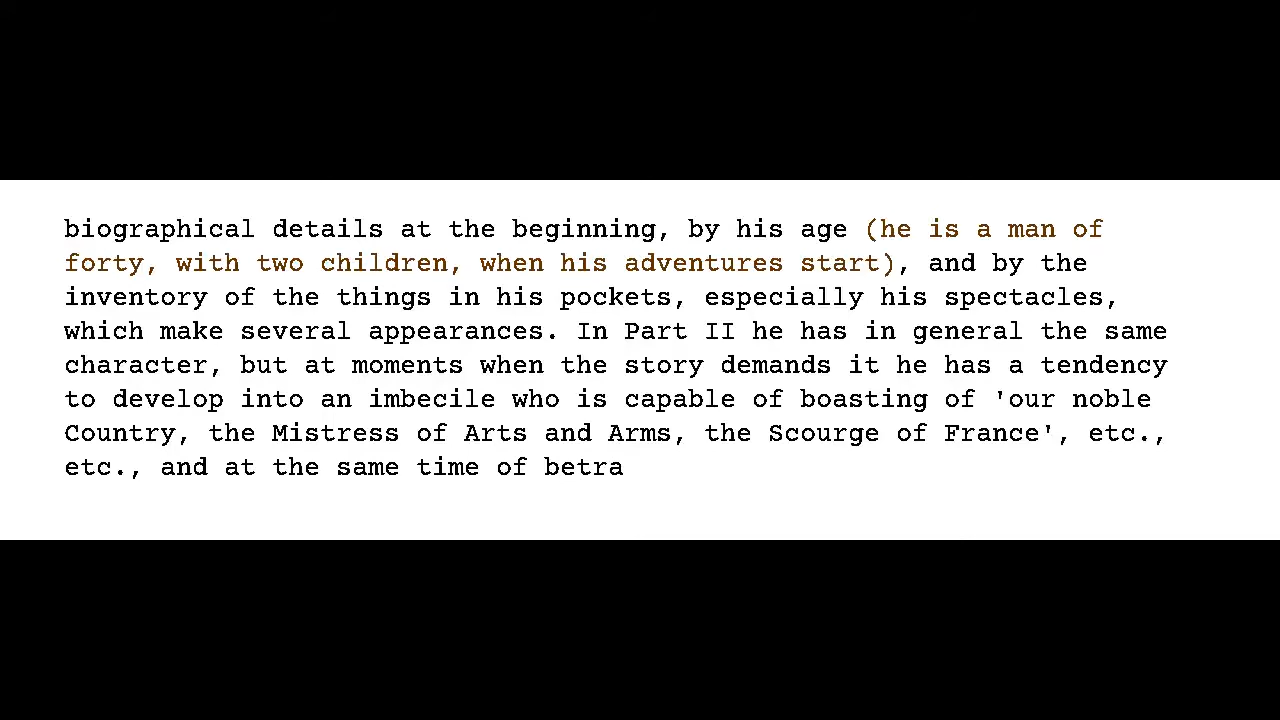 biographical details at the beginning, by his age (he is a man of
forty, with two children, when his adventures start), and by the
inventory of the things in his pockets, especially his spectacles,
which make several appearances. In Part II he has in general the same
character, but at moments when the story demands it he has a tendency
to develop into an imbecile who is capable of boasting of 'our noble
Country, the Mistress of Arts and Arms, the Scourge of France', etc.,
etc., and at the same time of betra